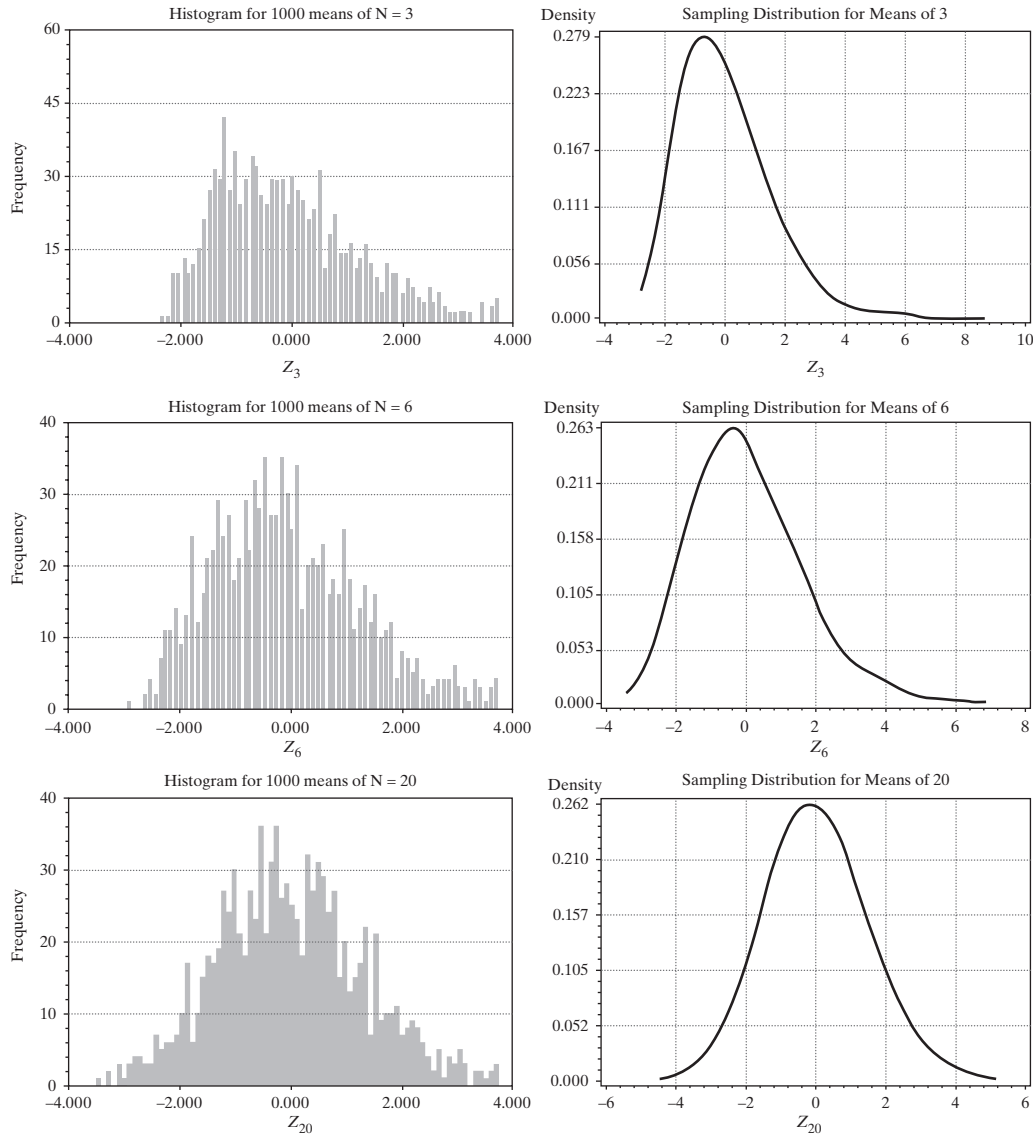 Histogram for 1000 means of N = 3
60
45
30
15
0
Frequency
–4.000 –2.000 0.000 2.000 4.000
Z3
Density Sampling Distribution for Means of 3
0.279
0.223
0.167
0.111
0.056
0.000
–4 –2 0 2 4 6 8 10
Z3
Histogram for 1000 means of N = 6
40
30
20
10
0
Frequency
–4.000 –2.000 0.000 2.000 4.000
Z6
Density Sampling Distribution for Means of 6
0.263
0.211
0.158
0.105
0.053
0.000
–4 –2 0 2 4 6 8
Z6
Histogram for 1000 means of N = 20
40
30
20
10
0
Frequency
–4.000 –2.000 0.000 2.000 4.000
Z20
Density Sampling Distribution for Means of 20
0.262
0.210
0.157
0.105
0.052
0.000
–6 –4 –2 0 2 4 6
Z20